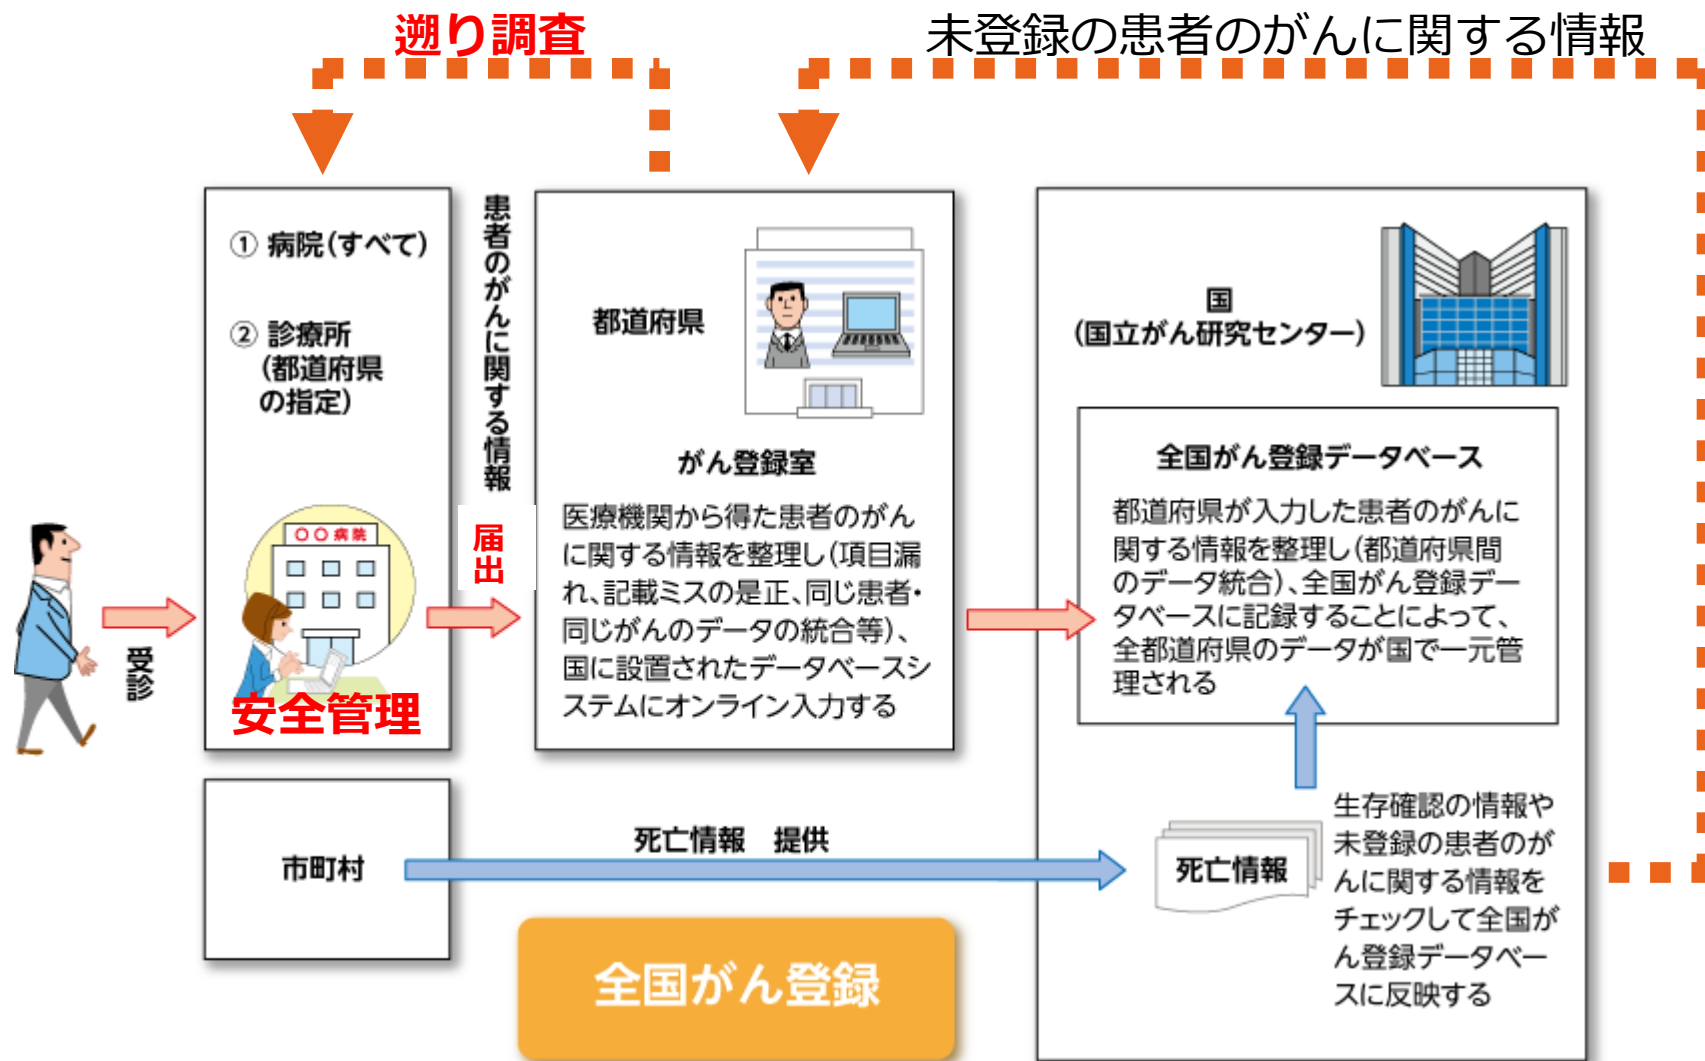 遡り調査
未登録の患者のがんに関する情報
① 病院(すべて)
② 診療所
(都道府県
の指定)
〇〇病院
安全管理
受診
患者のがんに関する情報
届
出
都道府県
がん登録室
医療機関から得た患者のがん
に関する情報を整理し(項目漏
れ、記載ミスの是正、同じ患者・
同じがんのデータの統合等)、
国に設置されたデータベースシ
ステムにオンライン入力する
国
(国立がん研究センター)
全国がん登録データベース
都道府県が入力した患者のがんに
関する情報を整理し(都道府県間
のデータ統合)、全国がん登録デー
タベースに記録することによって、
全都道府県のデータが国で一元管
理される
市町村
死亡情報 提供
死亡情報
生存確認の情報や
未登録の患者のが
んに関する情報を
チェックして全国が
ん登録データベー
スに反映する
全国がん登録